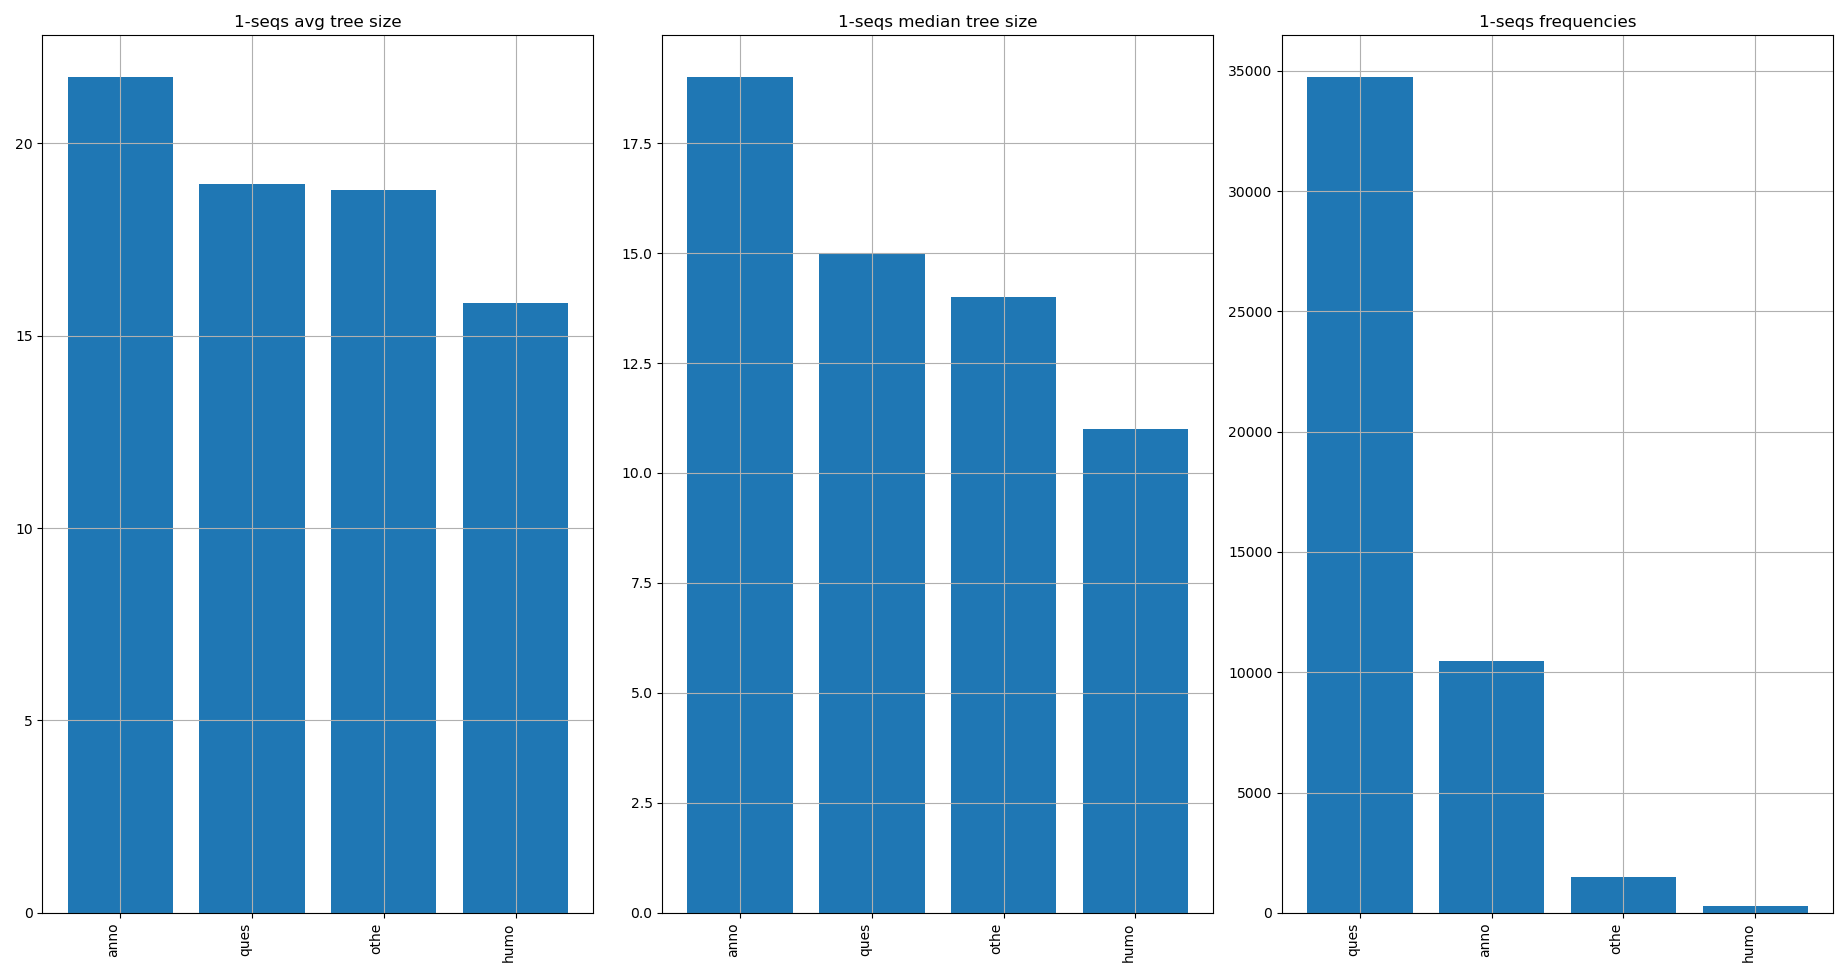 1-seqs avg tree size
20
15
10
5
0
anno
ques
othe
humo
1-seqs median tree size
17.5
15.0
12.5
10.0
7.5
5.0
2.5
0.0
anno
ques
othe
humo
1-seqs frequencies
35000
30000
25000
20000
15000
10000
5000
0
ques
anno
othe
humo